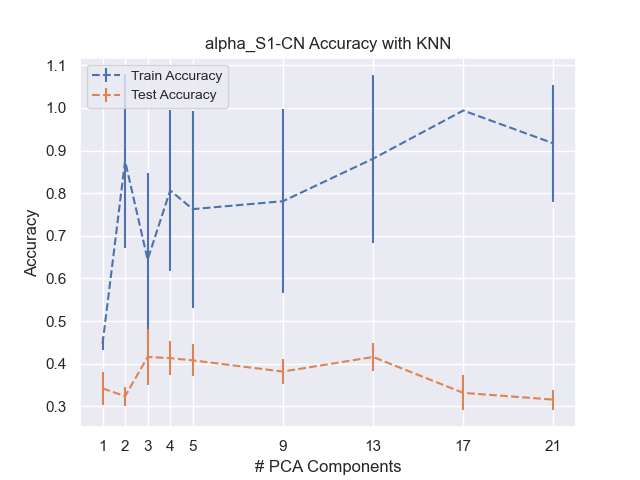 alpha_S1-CN Accuracy with KNN
1.1
1.0
0.9
0.8
0.7
0.6
0.5
0.4
0.3
Accuracy
Train Accuracy
Test Accuracy
1 2 3 4 5 9 13 17 21
# PCA Components